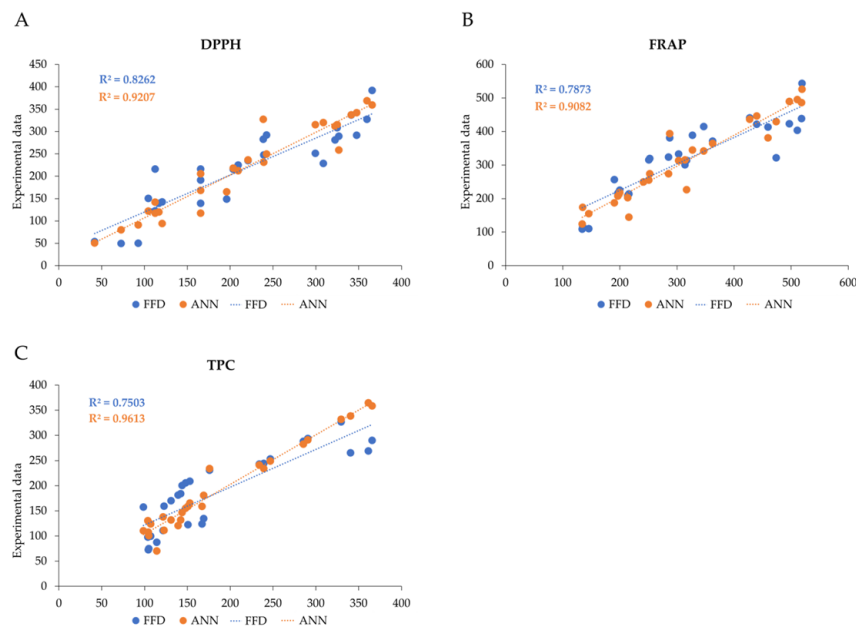 A
DPPH
R² = 0.8262
R² = 0.9207
Experimental data
450
400
350
300
250
200
150
100
50
0
0 50 100 150 200 250 300 350 400
FFD ANN FFD ANN
B
FRAP
R² = 0.7873
R² = 0.9082
Experimental data
600
500
400
300
200
100
0
0 100 200 300 400 500 600
FFD ANN FFD ANN
C
TPC
R² = 0.7503
R² = 0.9613
Experimental data
400
350
300
250
200
150
100
50
0
0 50 100 150 200 250 300 350 400
FFD ANN FFD ANN